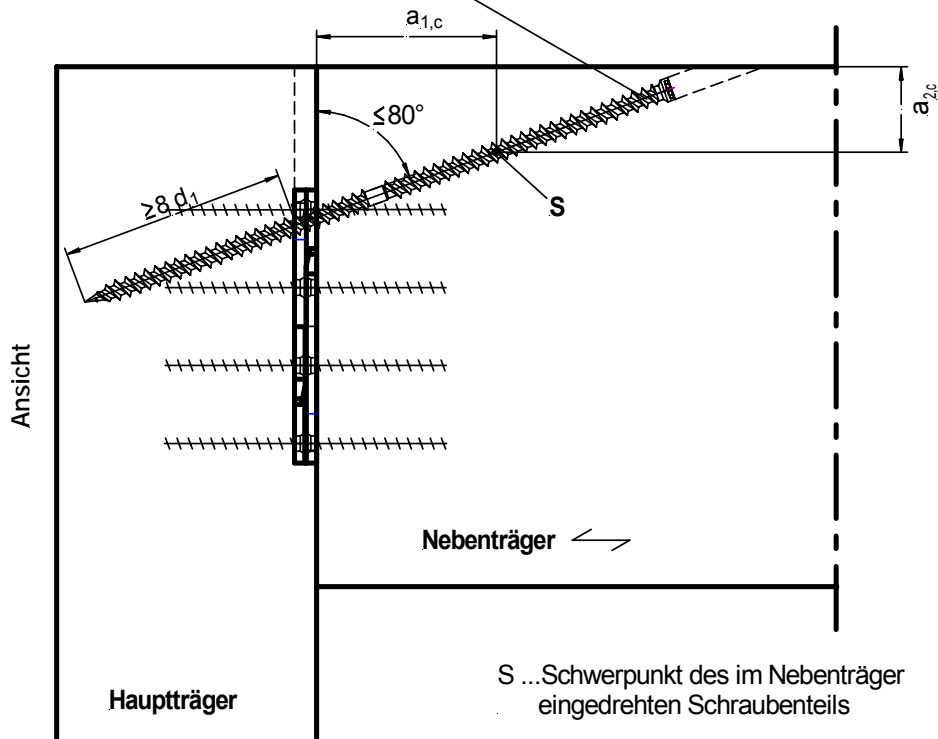 a1,c
a2,c
≤80°
≥8 d1
S
Ansicht
Nebenträger
Hauptträger
S ...Schwerpunkt des im Nebenträger
eingedrehten Schraubenteils